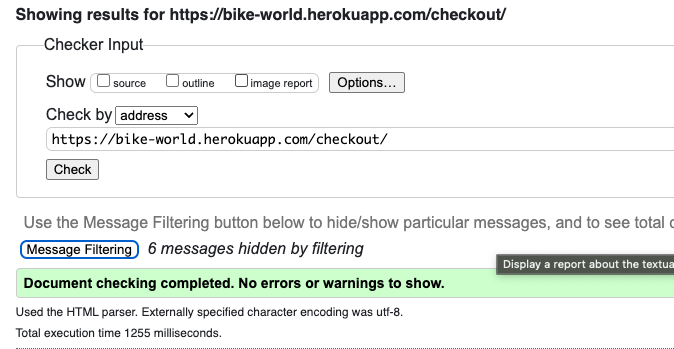 Showing results for https://bike-world.herokuapp.com/checkout/
Checker Input
Show source outline image report Options...
Check by address
https://bike-world.herokuapp.com/checkout/
Check
Use the Message Filtering button below to hide/show particular messages, and to see total
Message Filtering 6 messages hidden by filtering
Display a report about the textua
Document checking completed. No errors or warnings to show.
Used the HTML parser. Externally specified character encoding was utf-8.
Total execution time 1255 milliseconds.